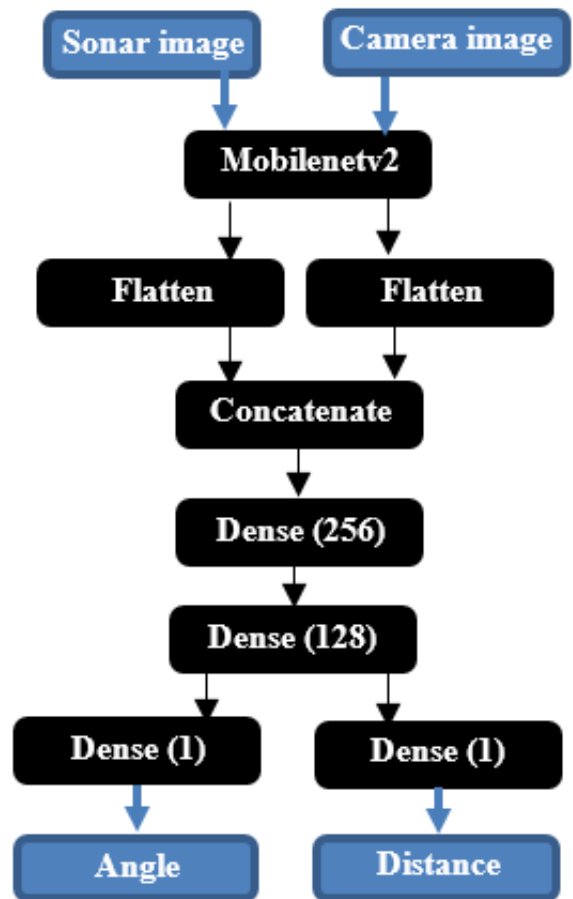 Sonar image
Camera image
Mobilenetv2
Flatten
Flatten
Concatenate
Dense (256)
Dense (128)
Dense (1)
Dense (1)
Angle
Distance